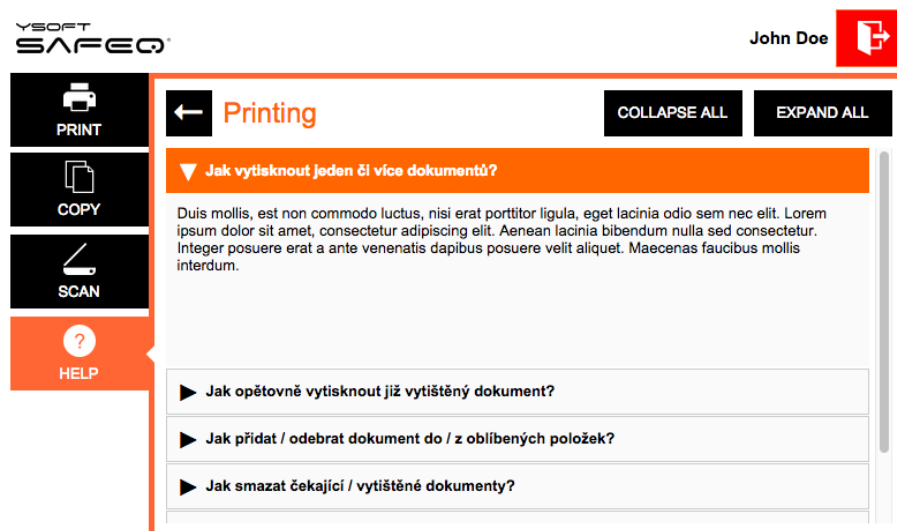 YSOFT
SAFEQ
John Doe
PRINT
COPY
SCAN
?
HELP
Printing
COLLAPSE ALL
EXPAND ALL
Jak vytisknout jeden či více dokumentů?
Duis mollis, est non commodo luctus, nisi erat porttitor ligula, eget lacinia odio sem nec elit. Lorem
ipsum dolor sit amet, consectetur adipiscing elit. Aenean lacinia bibendum nulla sed consectetur.
Integer posuere erat a ante venenatis dapibus posuere velit aliquet. Maecenas faucibus mollis
interdum.
Jak opětovně vytisknout již vytištěný dokument?
Jak přidat / odebrat dokument do / z oblíbených položek?
Jak smazat čekající / vytištěné dokumenty?